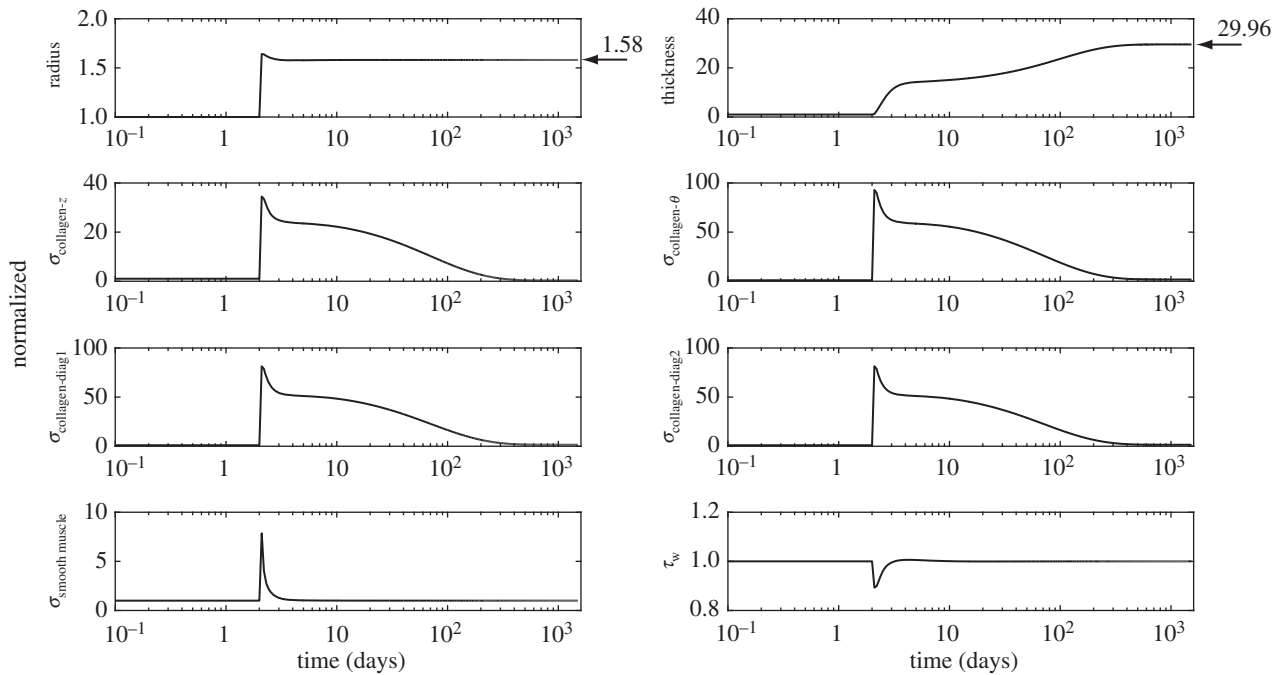 normalized
radius
2.0
1.5
1.0
1.58
10⁻¹ 1 10 10² 10³
thickness
40
20
0
29.96
10⁻¹ 1 10 10² 10³
σcollagen-z
40
20
0
10⁻¹ 1 10 10² 10³
σcollagen-θ
100
50
0
10⁻¹ 1 10 10² 10³
σcollagen-diag1
100
50
0
10⁻¹ 1 10 10² 10³
σcollagen-diag2
100
50
0
10⁻¹ 1 10 10² 10³
σsmooth muscle
10
5
0
10⁻¹ 1 10 10² 10³
time (days)
τw
1.2
1.0
0.8
10⁻¹ 1 10 10² 10³
time (days)